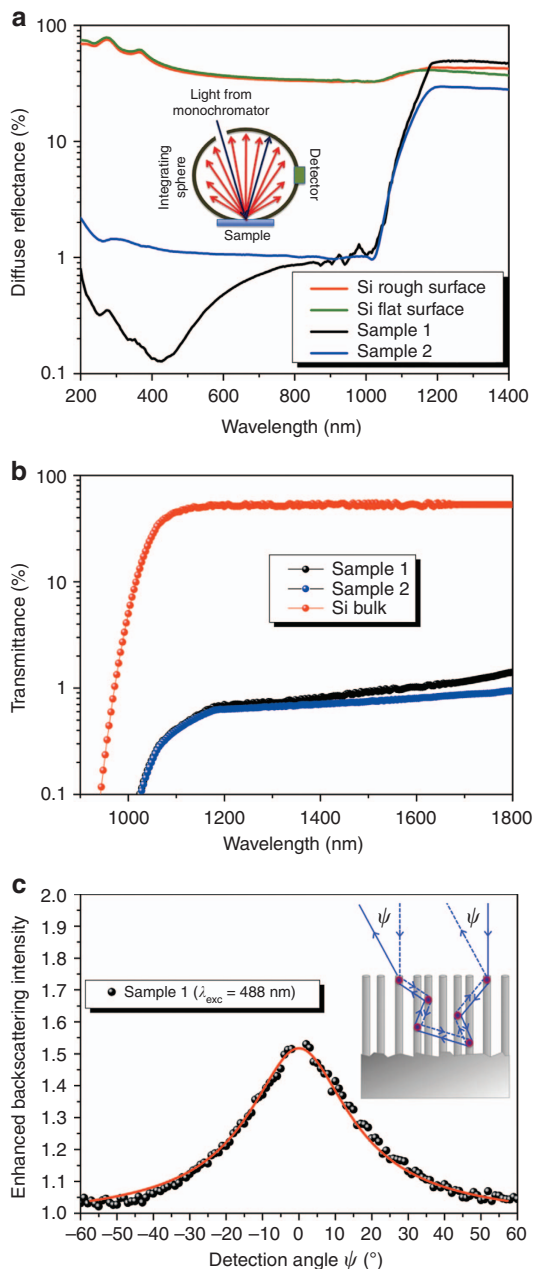 a
100
10
1
0.1
Diffuse reflectance (%)
Light from
monochromator
Integrating
sphere
Detector
Sample
Si rough surface
Si flat surface
Sample 1
Sample 2
200 400 600 800 1000 1200 1400
Wavelength (nm)
b
100
10
1
0.1
Transmittance (%)
Sample 1
Sample 2
Si bulk
1000 1200 1400 1600 1800
Wavelength (nm)
c
2.0
1.9
1.8
1.7
1.6
1.5
1.4
1.3
1.2
1.1
1.0
Enhanced backscattering intensity
Sample 1 (λexc = 488 nm)
ψ ψ
−60 −50 −40 −30 −20 −10 0 10 20 30 40 50 60
Detection angle ψ (°)